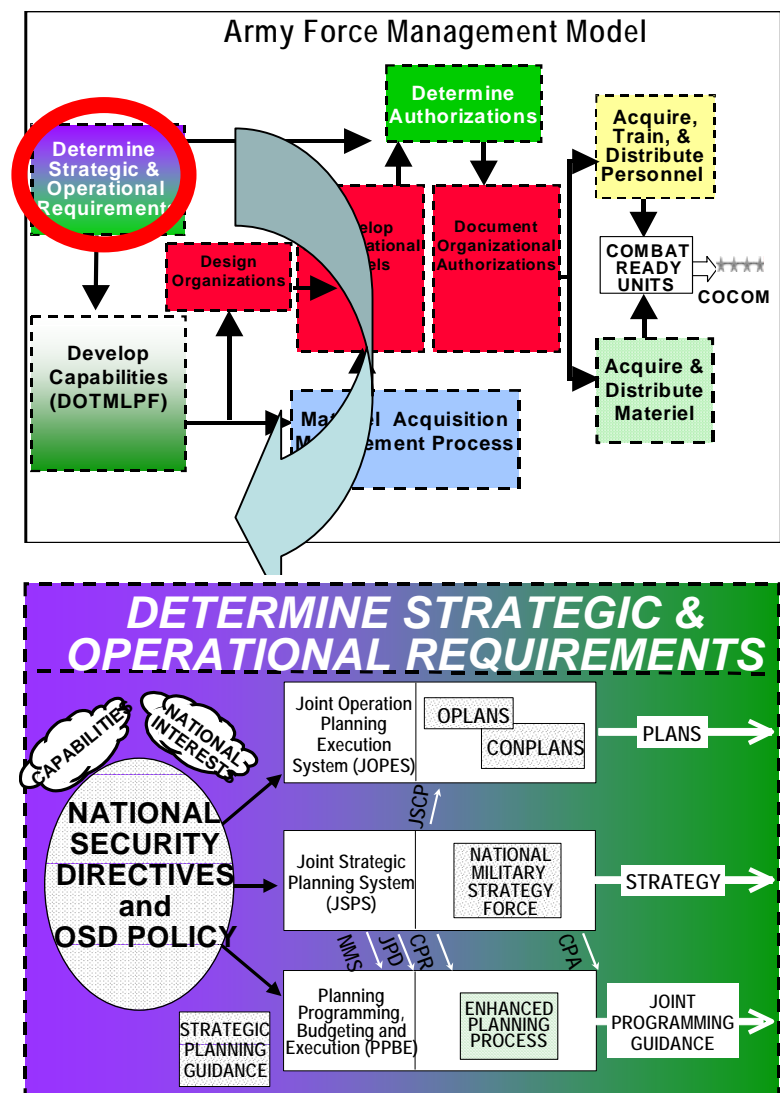 Army Force Management Model
Determine
Authorizations
Acquire,
Train, &
Distribute
Personnel
Determine
Strategic &
Operational
Requirements
Document
Organizational
Authorizations
Design
Organizations
COMBAT
READY
UNITS
COCOM
Develop
Capabilities
(DOTMLPF)
Acquire &
Distribute
Materiel
Acquisition
Process
DETERMINE STRATEGIC &
OPERATIONAL REQUIREMENTS
CAPABILITIES
NATIONAL
INTERESTS
NATIONAL
SECURITY
DIRECTIVES
and
OSD POLICY
STRATEGIC
PLANNING
GUIDANCE
Joint Operation
Planning
Execution
System (JOPES)
OPLANS
CONPLANS
PLANS
JSCP
Joint Strategic
Planning System
(JSPS)
NATIONAL
MILITARY
STRATEGY
FORCE
STRATEGY
NMS
JPD
CPR
CPA
Planning
Programming,
Budgeting and
Execution (PPBE)
ENHANCED
PLANNING
PROCESS
JOINT
PROGRAMMING
GUIDANCE